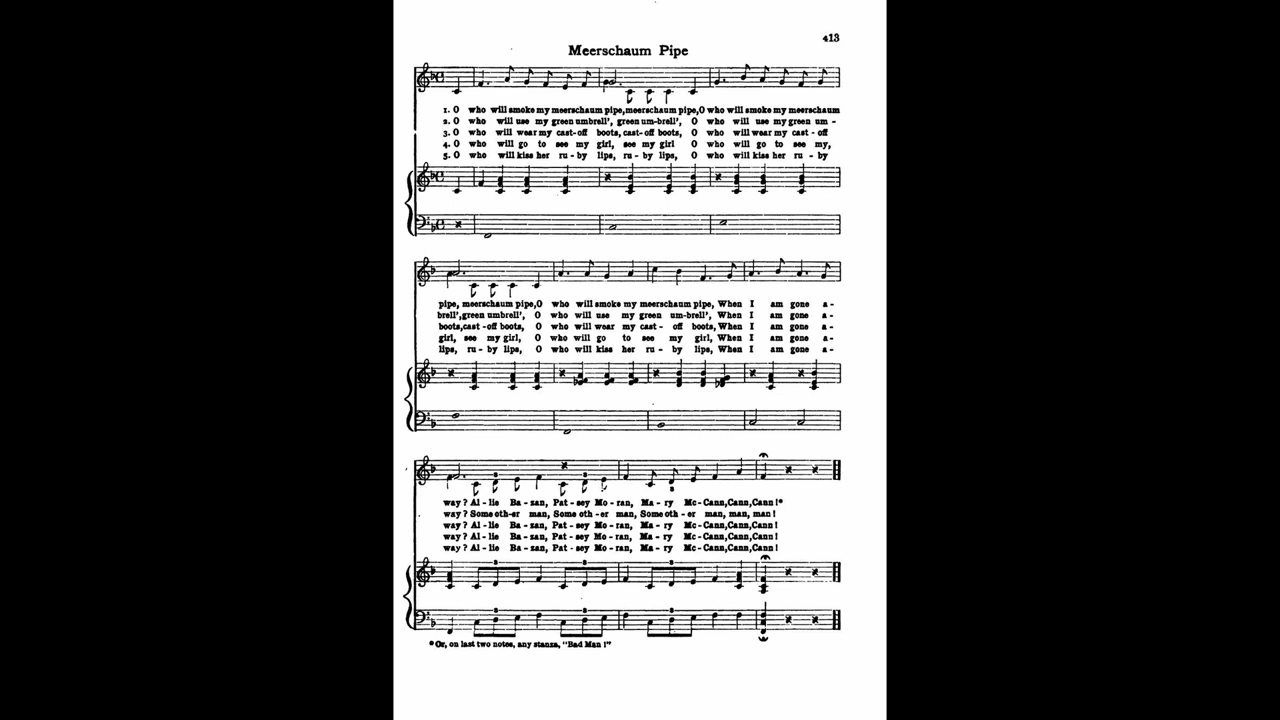 413
Meerschaum Pipe
1. O who will smoke my meerschaum pipe, meerschaum pipe, O who will smoke my meerschaum
2. O who will use my green umbrell', green um-brell', O who will use my green um -
3. O who will wear my cast-off boots, cast-off boots, O who will wear my cast - off
4. O who will go to see my girl, see my girl O who will go to see my,
5. O who will kiss her ru - by lips, ru - by lips, O who will kiss her ru - by
pipe, meerschaum pipe, O who will smoke my meerschaum pipe, When I am gone a -
brell', green umbrell', O who will use my green um-brell', When I am gone a -
boots, cast-off boots, O who will wear my cast - off boots, When I am gone a -
girl, see my girl, O who will go to see my girl, When I am gone a -
lips, ru - by lips, O who will kiss her ru - by lips, When I am gone a -
3 3 3
way? Al - lie Ba - zan, Pat - sey Mo - ran, Ma - ry Mc - Cann, Cann, Cann!*
way? Some oth-er man, Some oth - er man, Some oth - er man, man, man!
way? Al - lie Ba - zan, Pat - sey Mo - ran, Ma - ry Mc - Cann, Cann, Cann!
way? Al - lie Ba - zan, Pat - sey Mo - ran, Ma - ry Mc - Cann, Cann, Cann!
way? Al - lie Ba - zan, Pat - sey Mo - ran, Ma - ry Mc - Cann, Cann, Cann!
3 3 3
3 3 3
* Or, on last two notes, any stanza, "Bad Man!"